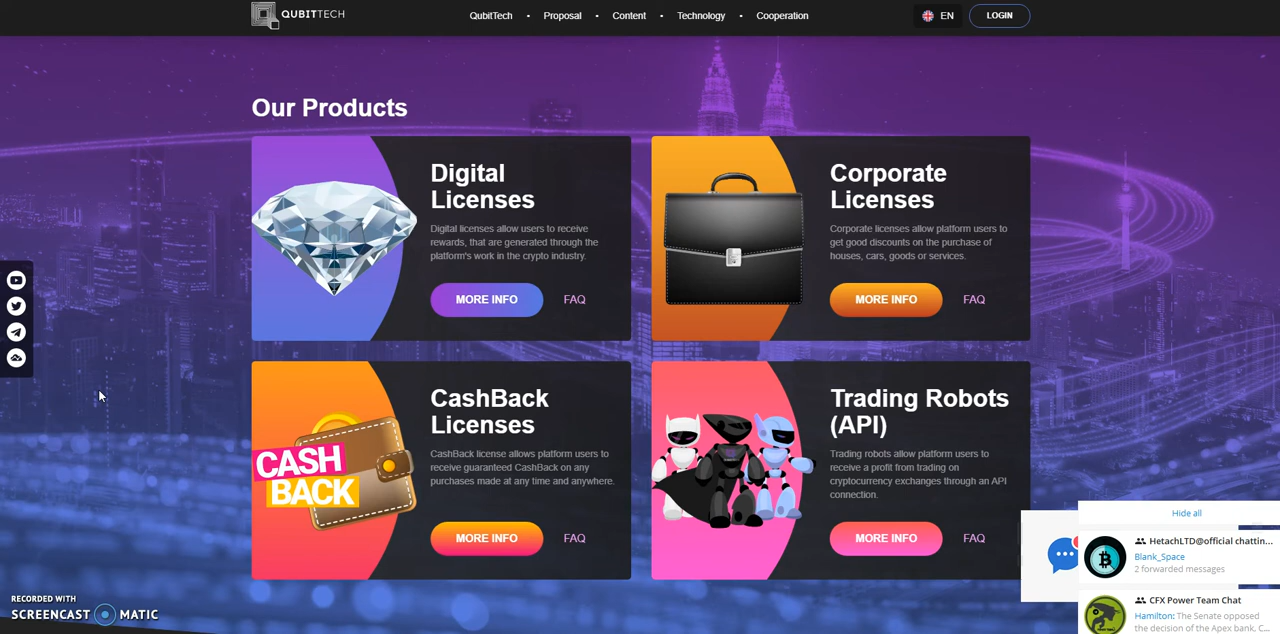 QUBITTECH
QubitTech • Proposal • Content • Technology • Cooperation
EN
LOGIN
Our Products
Digital
Licenses
Digital licenses allow users to receive
rewards, that are generated through the
platform's work in the crypto industry.
MORE INFO FAQ
Corporate
Licenses
Corporate licenses allow platform users to
get good discounts on the purchase of
houses, cars, goods or services.
MORE INFO FAQ
CASH
BACK
CashBack
Licenses
CashBack license allows platform users to
receive guaranteed CashBack on any
purchases made at any time and anywhere.
MORE INFO FAQ
Trading Robots
(API)
Trading robots allow platform users to
receive a profit from trading on
cryptocurrency exchanges through an API
connection.
MORE INFO FAQ
Hide all
HetachLTD@official chattin...
Blank_Space
2 forwarded messages
CFX Power Team Chat
Hamilton: The Senate opposed
the decision of the Apex bank, C...
RECORDED WITH
SCREENCAST MATIC